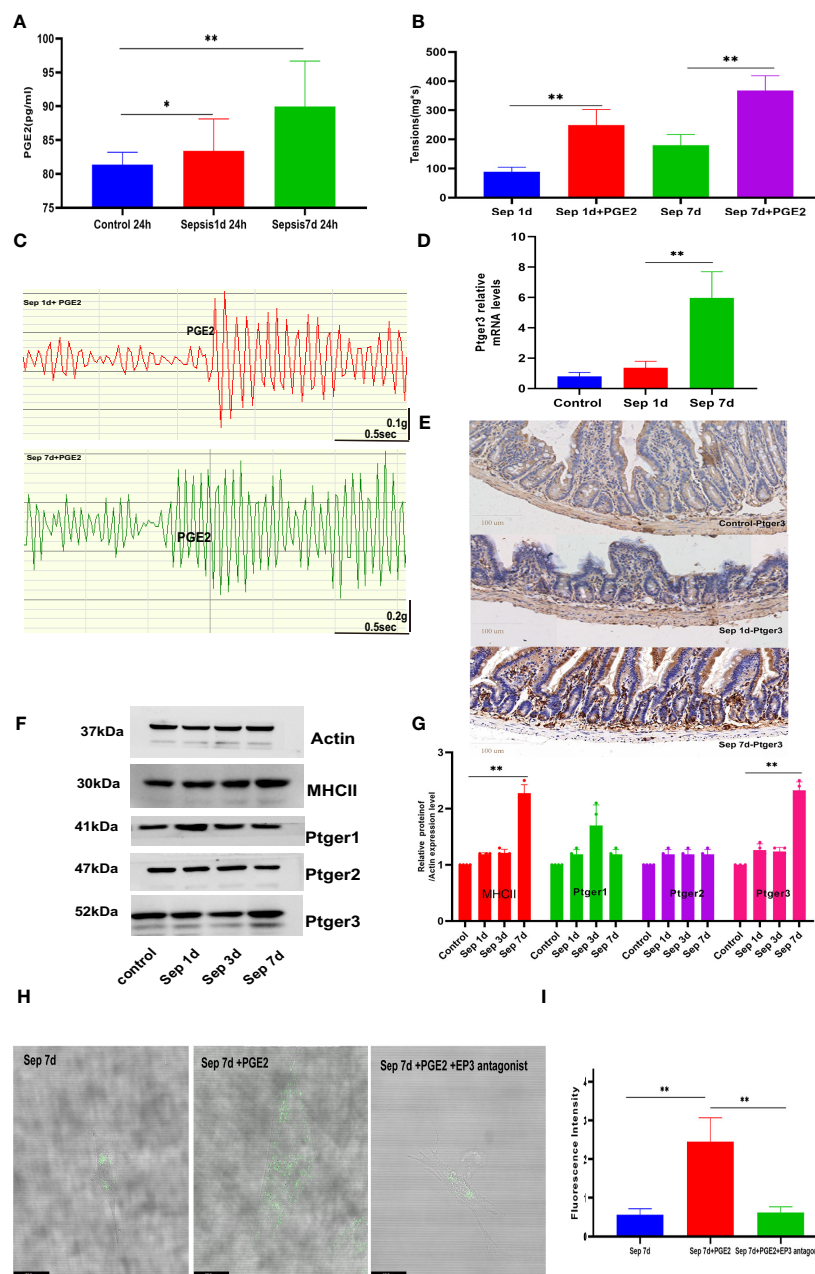 A
**
*
PGE2(pg/ml)
100
95
90
85
80
75
Control 24h
Sepsis1d 24h
Sepsis7d 24h
B
**
**
Tensions(mg*s)
500
400
300
200
100
0
Sep 1d
Sep 1d+PGE2
Sep 7d
Sep 7d+PGE2
C
Sep 1d+ PGE2
PGE2
0.1g
0.5sec
Sep 7d+PGE2
PGE2
0.2g
0.5sec
D
**
Ptger3 relative
mRNA levels
8
6
4
2
0
Control
Sep 1d
Sep 7d
E
Control-Ptger3
100 um
Sep 1d-Ptger3
100 um
Sep 7d-Ptger3
100 um
F
37kDa
Actin
30kDa
MHCII
41kDa
Ptger1
47kDa
Ptger2
52kDa
Ptger3
control
Sep 1d
Sep 3d
Sep 7d
G
**
**
Relative proteinof
/Actin expression level
3
2
1
0
MHCII
Ptger1
Ptger2
Ptger3
Control
Sep 1d
Sep 3d
Sep 7d
Control
Sep 1d
Sep 3d
Sep 7d
Control
Sep 1d
Sep 3d
Sep 7d
Control
Sep 1d
Sep 3d
Sep 7d
H
Sep 7d
Sep 7d +PGE2
Sep 7d +PGE2 +EP3 antagonist
I
**
**
Fluorescence Intensity
Sep 7d
Sep 7d+PGE2
Sep 7d+PGE2+EP3 antagon